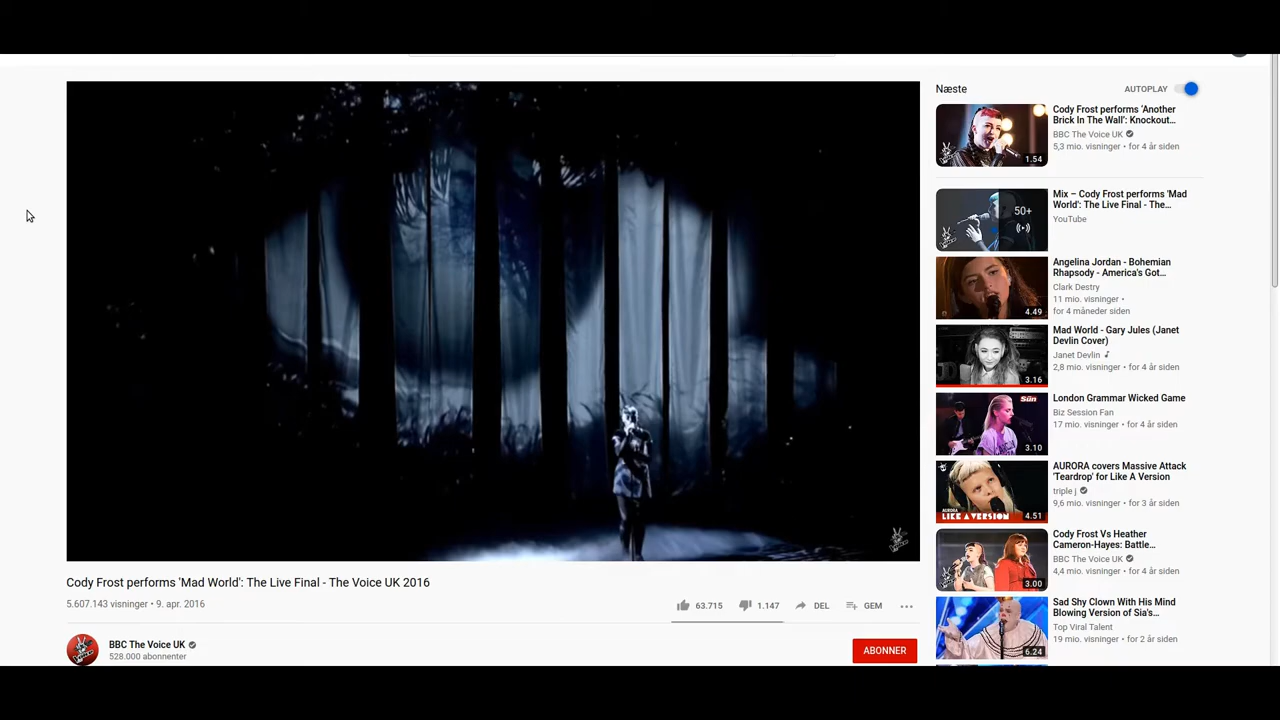 Næste
AUTOPLAY
Cody Frost performs 'Another
Brick In The Wall': Knockout...
BBC The Voice UK
5,3 mio. visninger • for 4 år siden
1.54
Mix – Cody Frost performs 'Mad
World': The Live Final - The...
YouTube
50+
Angelina Jordan - Bohemian
Rhapsody - America's Got...
Clark Destry
11 mio. visninger •
for 4 måneder siden
4.49
Mad World - Gary Jules (Janet
Devlin Cover)
Janet Devlin
2,8 mio. visninger • for 4 år siden
3.16
London Grammar Wicked Game
Biz Session Fan
17 mio. visninger • for 4 år siden
Sun
3.10
AURORA covers Massive Attack
'Teardrop' for Like A Version
triple j
9,6 mio. visninger • for 3 år siden
AURORA
LIKE A VERSION
4.51
Cody Frost Vs Heather
Cameron-Hayes: Battle...
BBC The Voice UK
4,4 mio. visninger • for 4 år siden
3.00
Sad Shy Clown With His Mind
Blowing Version of Sia's...
Top Viral Talent
19 mio. visninger • for 2 år siden
6.24
Cody Frost performs 'Mad World': The Live Final - The Voice UK 2016
5.607.143 visninger • 9. apr. 2016
63.715
1.147
DEL
GEM
BBC The Voice UK
528.000 abonnenter
ABONNER